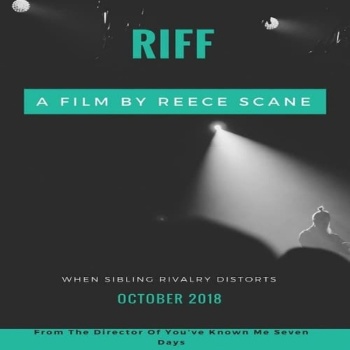 RIFF
A FILM BY REECE SCANE
WHEN SIBLING RIVALRY DISTORTS
OCTOBER 2018
From The Director Of You've Known Me Seven
Days